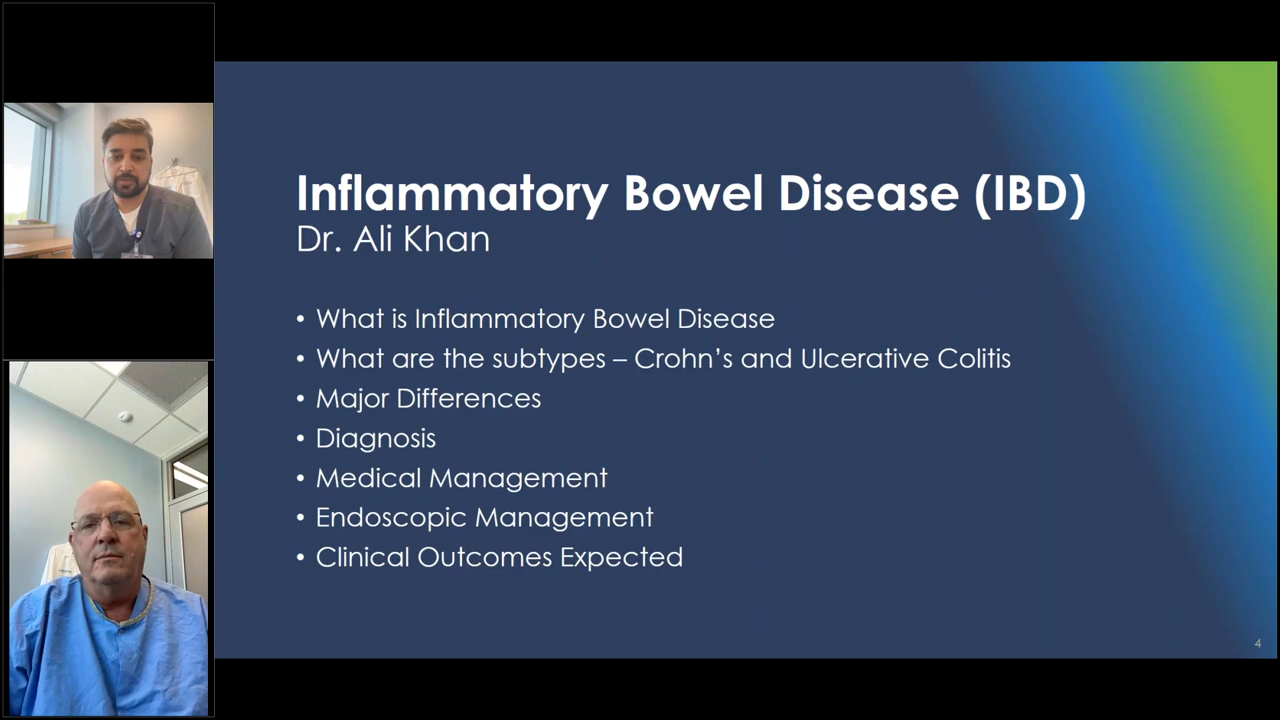 Inflammatory Bowel Disease (IBD)
Dr. Ali Khan
• What is Inflammatory Bowel Disease
• What are the subtypes – Crohn’s and Ulcerative Colitis
• Major Differences
• Diagnosis
• Medical Management
• Endoscopic Management
• Clinical Outcomes Expected
4